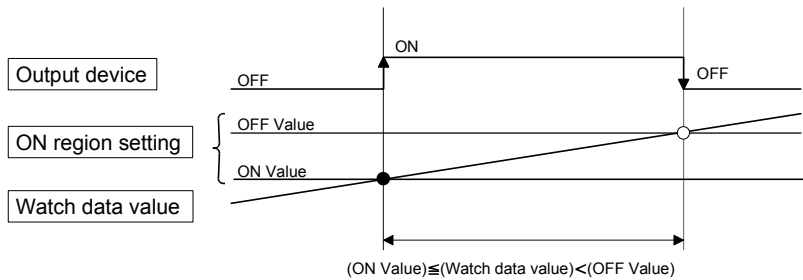 ON
Output device
OFF
OFF
OFF Value
ON region setting
ON Value
Watch data value
(ON Value)≦(Watch data value)<(OFF Value)